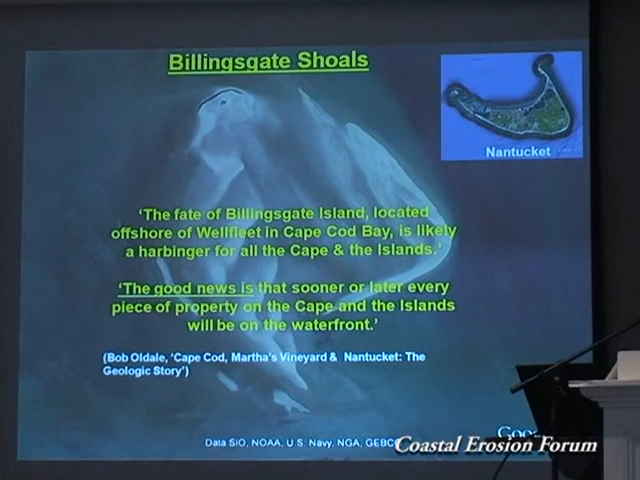 Billingsgate Shoals
Nantucket
'The fate of Billingsgate Island, located
offshore of Wellfleet in Cape Cod Bay, is likely
a harbinger for all the Cape & the Islands.'
'The good news is that sooner or later every
piece of property on the Cape and the Islands
will be on the waterfront.'
(Bob Oldale, 'Cape Cod, Martha's Vineyard & Nantucket: The
Geologic Story')
Data SIO, NOAA, U.S. Navy, NGA, GEBC
Coastal Erosion Forum